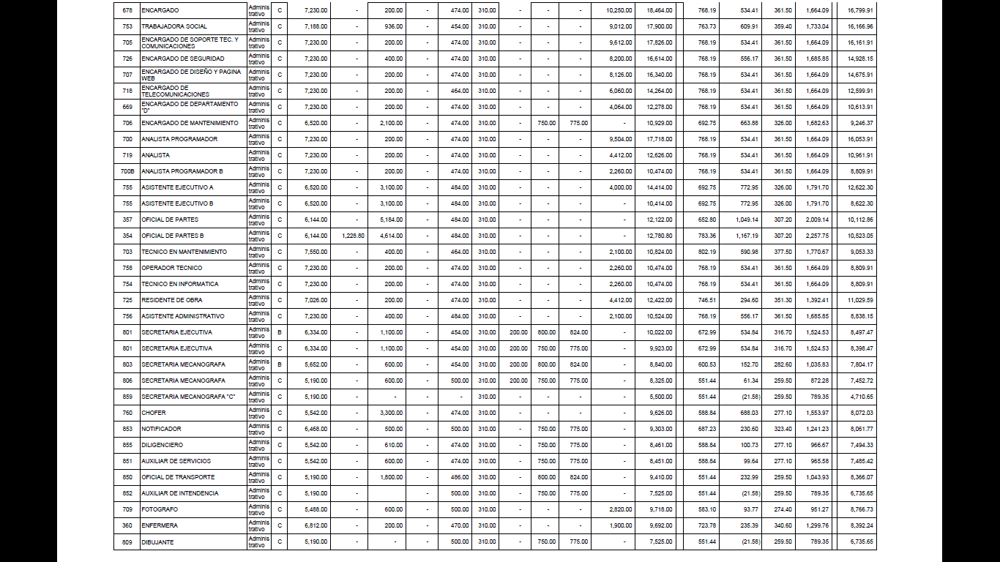 678 ENCARGADO Adminis trativo C 7,230.00 - 200.00 - 474.00 310.00 - - - 10,250.00 18,464.00 768.19 534.41 361.50 1,664.09 16,799.91
753 TRABAJADORA SOCIAL Adminis trativo C 7,188.00 - 936.00 - 454.00 310.00 - - - 9,012.00 17,900.00 763.73 609.91 359.40 1,733.04 16,166.96
705 ENCARGADO DE SOPORTE TEC. Y COMUNICACIONES Adminis trativo C 7,230.00 - 200.00 - 474.00 310.00 - - - 9,612.00 17,826.00 768.19 534.41 361.50 1,664.09 16,161.91
726 ENCARGADO DE SEGURIDAD Adminis trativo C 7,230.00 - 400.00 - 474.00 310.00 - - - 8,200.00 16,614.00 768.19 556.17 361.50 1,685.85 14,928.15
707 ENCARGADO DE DISEÑO Y PAGINA WEB Adminis trativo C 7,230.00 - 200.00 - 474.00 310.00 - - - 8,126.00 16,340.00 768.19 534.41 361.50 1,664.09 14,675.91
718 ENCARGADO DE TELECOMUNICACIONES Adminis trativo C 7,230.00 - 200.00 - 464.00 310.00 - - - 6,060.00 14,264.00 768.19 534.41 361.50 1,664.09 12,599.91
669 ENCARGADO DE DEPARTAMENTO "D" Adminis trativo C 7,230.00 - 200.00 - 474.00 310.00 - - - 4,064.00 12,278.00 768.19 534.41 361.50 1,664.09 10,613.91
706 ENCARGADO DE MANTENIMIENTO Adminis trativo C 6,520.00 - 2,100.00 - 474.00 310.00 - 750.00 775.00 - 10,929.00 692.75 663.88 326.00 1,682.63 9,246.37
700 ANALISTA PROGRAMADOR Adminis trativo C 7,230.00 - 200.00 - 474.00 310.00 - - - 9,504.00 17,718.00 768.19 534.41 361.50 1,664.09 16,053.91
719 ANALISTA Adminis trativo C 7,230.00 - 200.00 - 474.00 310.00 - - - 4,412.00 12,626.00 768.19 534.41 361.50 1,664.09 10,961.91
700B ANALISTA PROGRAMADOR B Adminis trativo C 7,230.00 - 200.00 - 474.00 310.00 - - - 2,260.00 10,474.00 768.19 534.41 361.50 1,664.09 8,809.91
755 ASISTENTE EJECUTIVO A Adminis trativo C 6,520.00 - 3,100.00 - 484.00 310.00 - - - 4,000.00 14,414.00 692.75 772.95 326.00 1,791.70 12,622.30
755 ASISTENTE EJECUTIVO B Adminis trativo C 6,520.00 - 3,100.00 - 484.00 310.00 - - - - 10,414.00 692.75 772.95 326.00 1,791.70 8,622.30
357 OFICIAL DE PARTES Adminis trativo C 6,144.00 - 5,184.00 - 484.00 310.00 - - - - 12,122.00 652.80 1,049.14 307.20 2,009.14 10,112.86
354 OFICIAL DE PARTES B Adminis trativo C 6,144.00 1,228.80 4,614.00 - 484.00 310.00 - - - - 12,780.80 783.36 1,167.19 307.20 2,257.75 10,523.05
703 TECNICO EN MANTENIMIENTO Adminis trativo C 7,550.00 - 400.00 - 464.00 310.00 - - - 2,100.00 10,824.00 802.19 590.98 377.50 1,770.67 9,053.33
758 OPERADOR TECNICO Adminis trativo C 7,230.00 - 200.00 - 474.00 310.00 - - - 2,260.00 10,474.00 768.19 534.41 361.50 1,664.09 8,809.91
754 TECNICO EN INFORMATICA Adminis trativo C 7,230.00 - 200.00 - 474.00 310.00 - - - 2,260.00 10,474.00 768.19 534.41 361.50 1,664.09 8,809.91
725 RESIDENTE DE OBRA Adminis trativo C 7,026.00 - 200.00 - 474.00 310.00 - - - 4,412.00 12,422.00 746.51 294.60 351.30 1,392.41 11,029.59
756 ASISTENTE ADMINISTRATIVO Adminis trativo C 7,230.00 - 400.00 - 484.00 310.00 - - - 2,100.00 10,524.00 768.19 556.17 361.50 1,685.85 8,838.15
801 SECRETARIA EJECUTIVA Adminis trativo B 6,334.00 - 1,100.00 - 454.00 310.00 200.00 800.00 824.00 - 10,022.00 672.99 534.84 316.70 1,524.53 8,497.47
801 SECRETARIA EJECUTIVA Adminis trativo C 6,334.00 - 1,100.00 - 454.00 310.00 200.00 750.00 775.00 - 9,923.00 672.99 534.84 316.70 1,524.53 8,398.47
803 SECRETARIA MECANOGRAFA Adminis trativo B 5,652.00 - 600.00 - 454.00 310.00 200.00 800.00 824.00 - 8,840.00 600.53 152.70 282.60 1,035.83 7,804.17
806 SECRETARIA MECANOGRAFA Adminis trativo C 5,190.00 - 600.00 - 500.00 310.00 200.00 750.00 775.00 - 8,325.00 551.44 61.34 259.50 872.28 7,452.72
859 SECRETARIA MECANOGRAFA "C" Adminis trativo C 5,190.00 - - - - 310.00 - - - - 5,500.00 551.44 (21.58) 259.50 789.35 4,710.65
760 CHOFER Adminis trativo C 5,542.00 - 3,300.00 - 474.00 310.00 - - - - 9,626.00 588.84 688.03 277.10 1,553.97 8,072.03
853 NOTIFICADOR Adminis trativo C 6,468.00 - 500.00 - 500.00 310.00 - 750.00 775.00 - 9,303.00 687.23 230.60 323.40 1,241.23 8,061.77
855 DILIGENCIERO Adminis trativo C 5,542.00 - 610.00 - 474.00 310.00 - 750.00 775.00 - 8,461.00 588.84 100.73 277.10 966.67 7,494.33
851 AUXILIAR DE SERVICIOS Adminis trativo C 5,542.00 - 600.00 - 474.00 310.00 - 750.00 775.00 - 8,451.00 588.84 99.64 277.10 965.58 7,485.42
850 OFICIAL DE TRANSPORTE Adminis trativo C 5,190.00 - 1,800.00 - 486.00 310.00 - 800.00 824.00 - 9,410.00 551.44 232.99 259.50 1,043.93 8,366.07
852 AUXILIAR DE INTENDENCIA Adminis trativo C 5,190.00 - - 500.00 310.00 - 750.00 775.00 - 7,525.00 551.44 (21.58) 259.50 789.35 6,735.65
709 FOTOGRAFO Adminis trativo C 5,488.00 - 600.00 - 500.00 310.00 - - - 2,820.00 9,718.00 583.10 93.77 274.40 951.27 8,766.73
360 ENFERMERA Adminis trativo C 6,812.00 - 200.00 - 470.00 310.00 - - - 1,900.00 9,692.00 723.78 235.39 340.60 1,299.76 8,392.24
809 DIBUJANTE Adminis trativo C 5,190.00 - - - 500.00 310.00 - 750.00 775.00 - 7,525.00 551.44 (21.58) 259.50 789.35 6,735.65